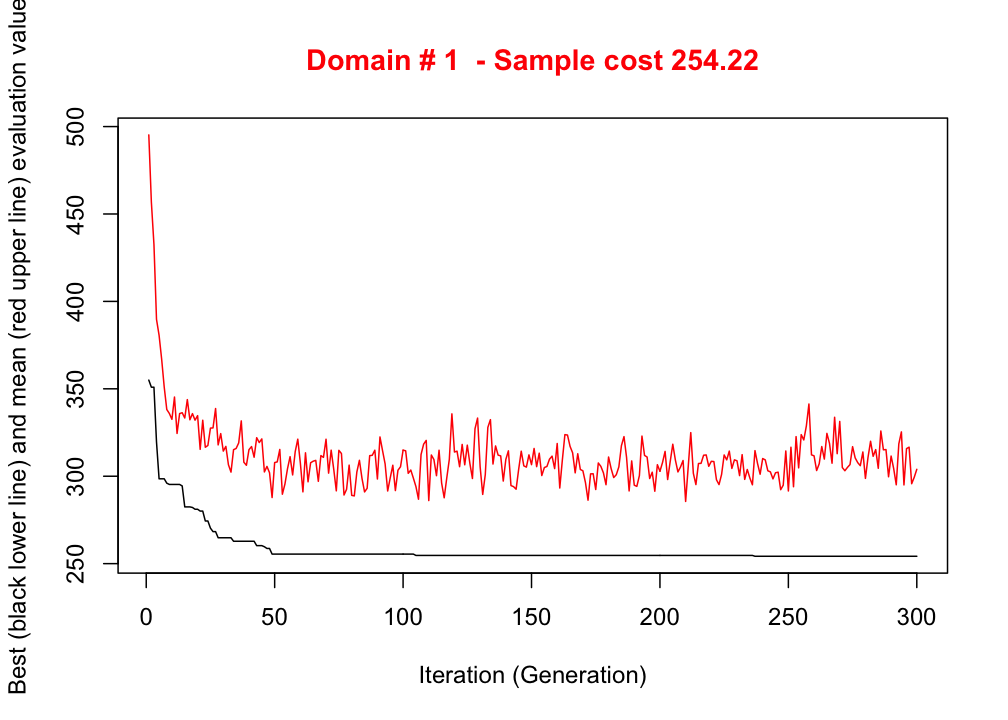 Domain # 1 - Sample cost 254.22
Best (black lower line) and mean (red upper line) evaluation value
500
450
400
350
300
250
0 50 100 150 200 250 300
Iteration (Generation)